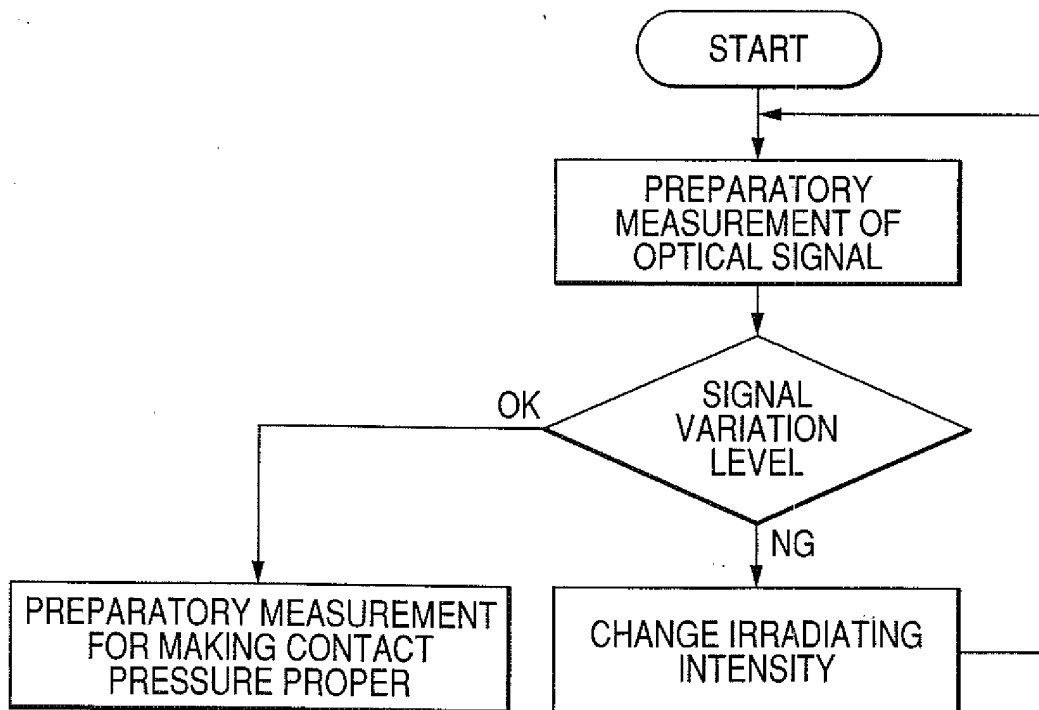 START
PREPARATORY
MEASUREMENT OF
OPTICAL SIGNAL
SIGNAL
VARIATION
LEVEL
OK
NG
PREPARATORY MEASUREMENT
FOR MAKING CONTACT
PRESSURE PROPER
CHANGE IRRADIATING
INTENSITY